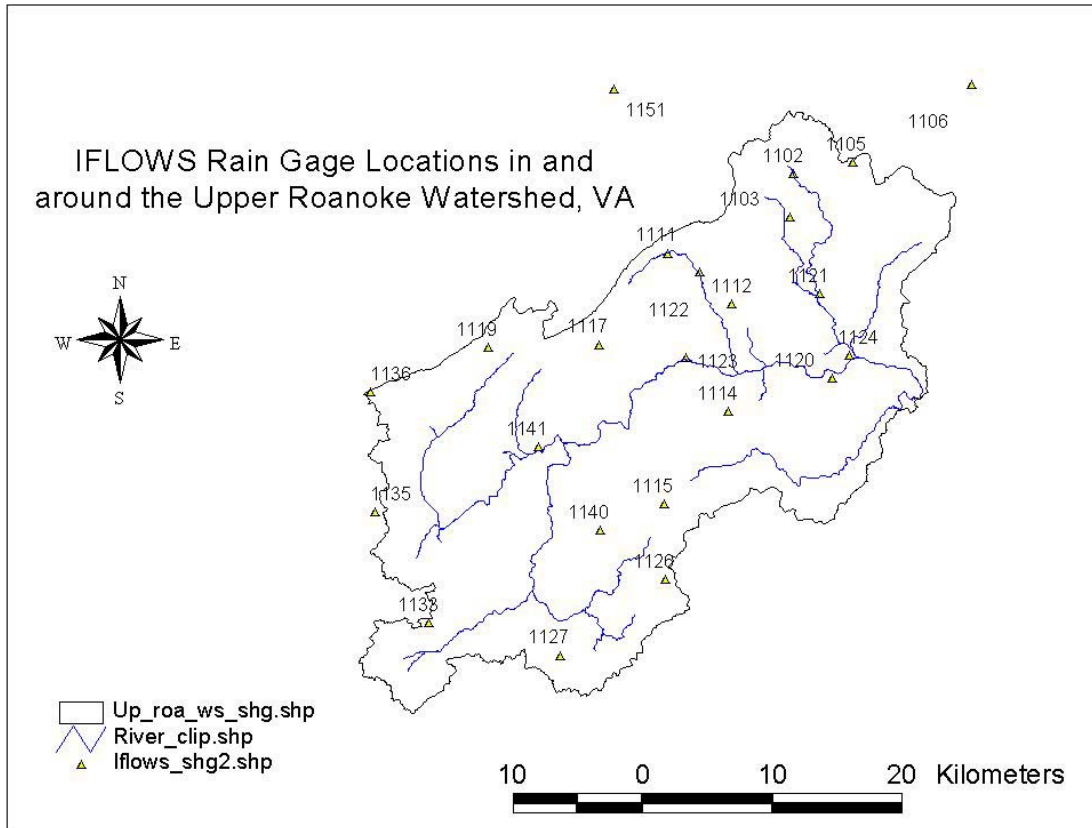 1151
1106
IFLOWS Rain Gage Locations in and
around the Upper Roanoke Watershed, VA
1105
1102
1103
1111
1121
1112
1122
1119
1117
1124
1123
1120
1136
1114
1141
1135
1115
1140
1126
1133
1127
N
W
E
S
Up_roa_ws_shg.shp
River_clip.shp
Iflows_shg2.shp
10 0 10 20 Kilometers